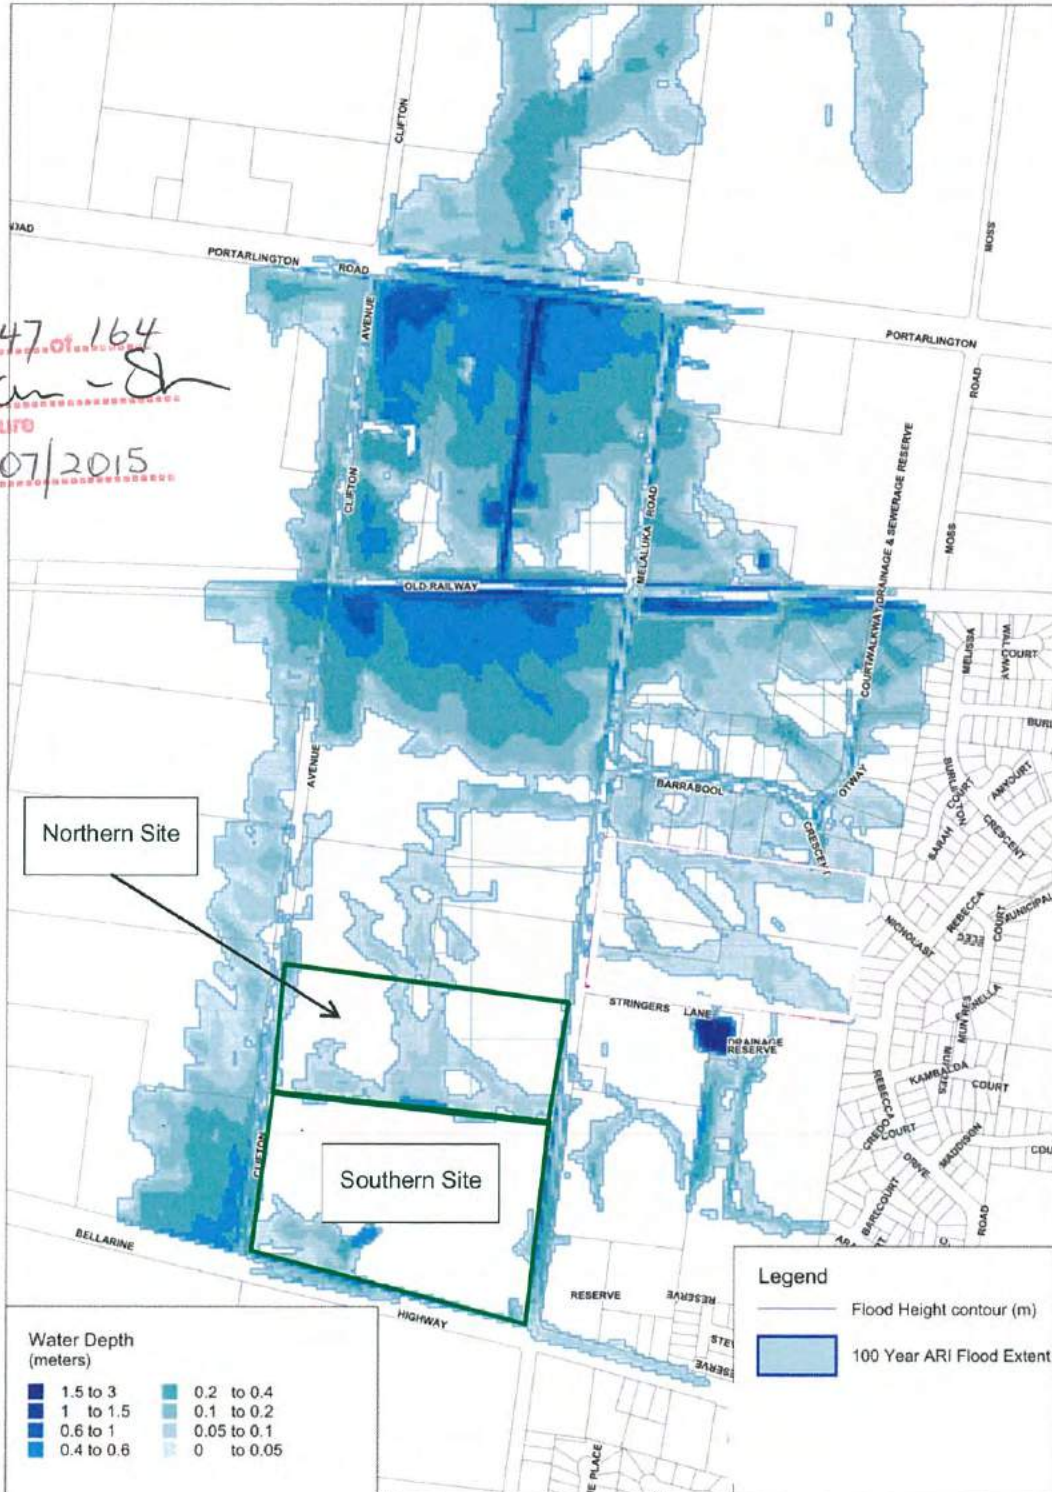 CLIFTON
MOSS
PORTARLINGTON ROAD
47 of 164
07/2015
AVENUE
PORTARLINGTON
ROAD
CLIFTON
MELALUKA ROAD
COURTWALKWAY DRAINAGE & SEWERAGE RESERVE
MOSS
OLD RAILWAY
MELISSA
WALKWAY
COURT
AVENUE
BARRABOOL
OTWAY
CRESCENT
COURT
SARAH
CRESCENT
Northern Site
REBECCA
COURT
MUNICIPAL
STRINGERS LANE
DRAINAGE
RESERVE
KAMBALDA
COURT
REBECCA
COURT
MADDISON
DRIVE
ROAD
CLIFTON
Southern Site
BELLARINE
HIGHWAY
RESERVE
RESERVE
Legend
Flood Height contour (m)
100 Year ARI Flood Extent
Water Depth
(meters)
1.5 to 3
1 to 1.5
0.6 to 1
0.4 to 0.6
0.2 to 0.4
0.1 to 0.2
0.05 to 0.1
0 to 0.05
E PLACE